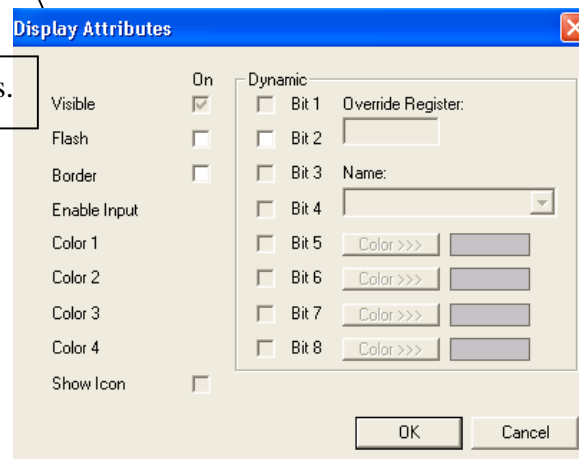 Display Attributes
s.
On Dynamic
Visible Bit 1 Override Register:
Flash Bit 2
Border Bit 3 Name:
Enable Input Bit 4
Color 1 Bit 5 Color >>>
Color 2 Bit 6 Color >>>
Color 3 Bit 7 Color >>>
Color 4 Bit 8 Color >>>
Show Icon
OK Cancel